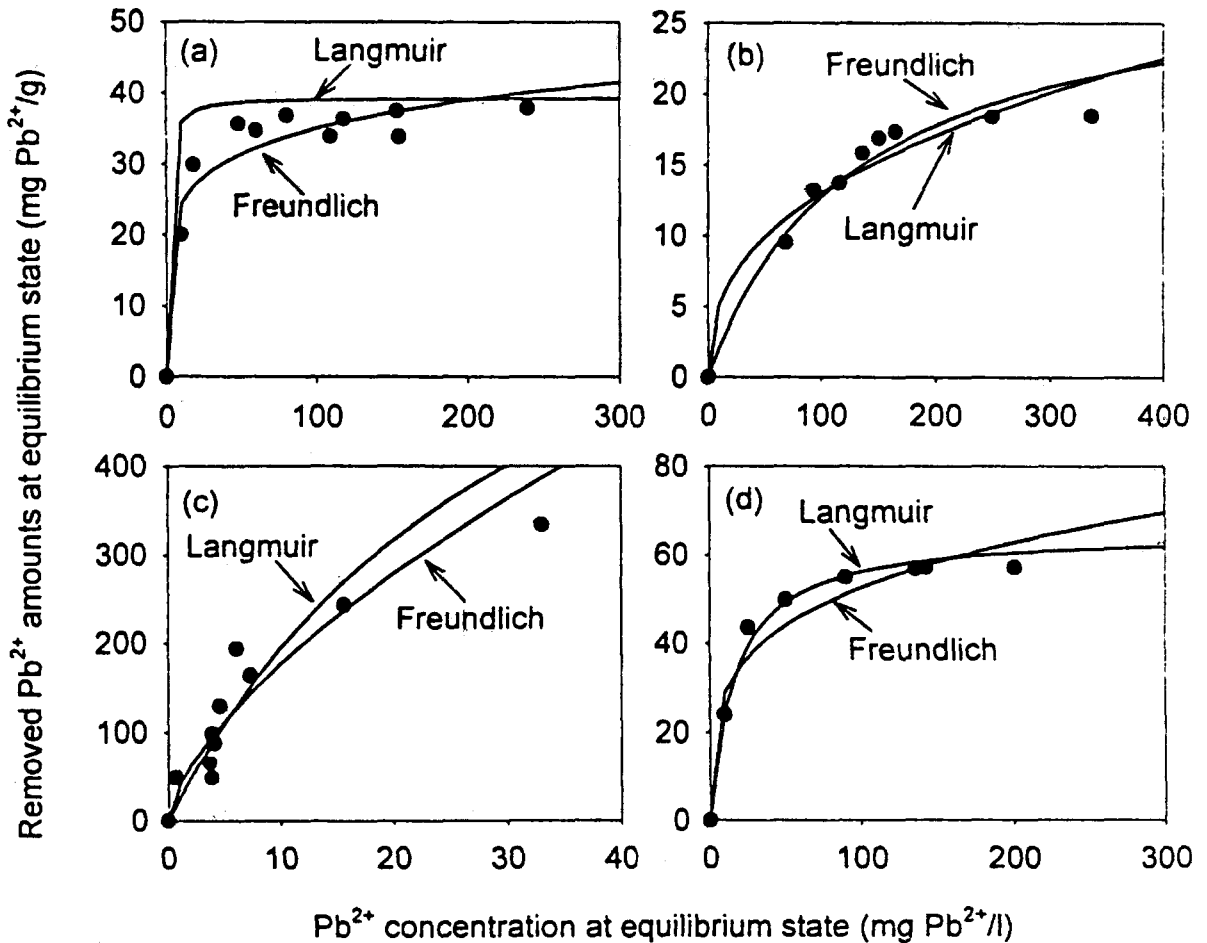 Removed Pb²⁺ amounts at equilibrium state (mg Pb²⁺/g)
50
40
30
20
10
0
(a)
Langmuir
Freundlich
0 100 200 300
25
20
15
10
5
0
(b)
Freundlich
Langmuir
0 100 200 300 400
400
300
200
100
0
(c)
Langmuir
Freundlich
0 10 20 30 40
80
60
40
20
0
(d)
Langmuir
Freundlich
0 100 200 300
Pb²⁺ concentration at equilibrium state (mg Pb²⁺/l)